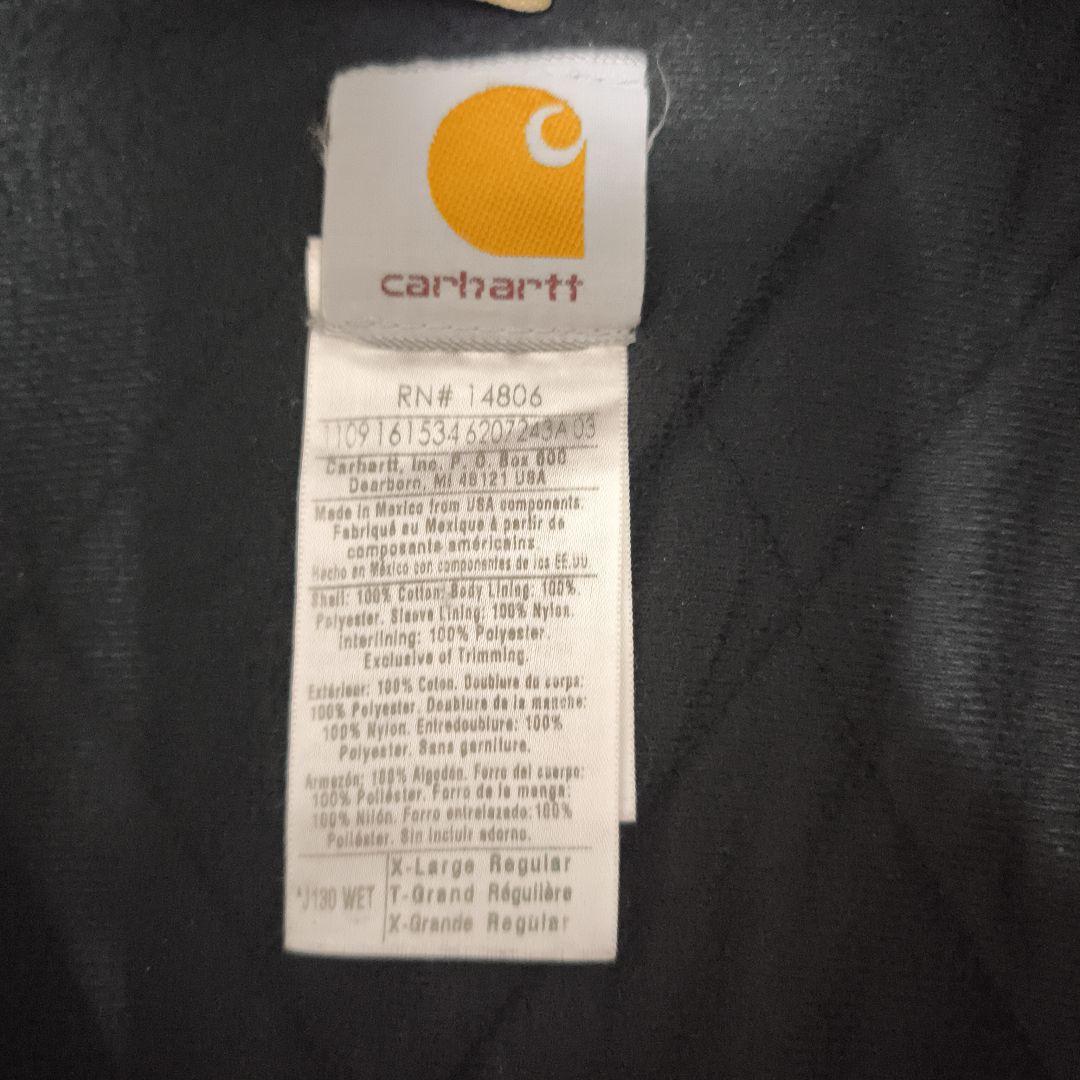 carhartt
RN# 14806
1109 161534 6207243A 03
Carhartt, Inc. P. O. Box 600
Dearborn, MI 48121 USA
Made in Mexico from USA components.
Fabriqué au Mexique à partir de
composants américains
Hecho en México con componentes de los EE.UU.
Shell: 100% Cotton; Body Lining: 100%.
Polyester. Sleeve Lining: 100% Nylon.
Interlining: 100% Polyester.
Exclusive of Trimming.
Extérieur: 100% Coton. Doublure du corps:
100% Polyester. Doublure de la manche:
100% Nylon. Entredoublure: 100%
Polyester. Sans garniture.
Armazón: 100% Algodón. Forro del cuerpo:
100% Poliéster. Forro de la manga:
100% Nilón. Forro entrelazado: 100%
Poliéster. Sin incluir adorno.
X-Large Regular
*J130 WET T-Grand Régulière
X-Grande Regular